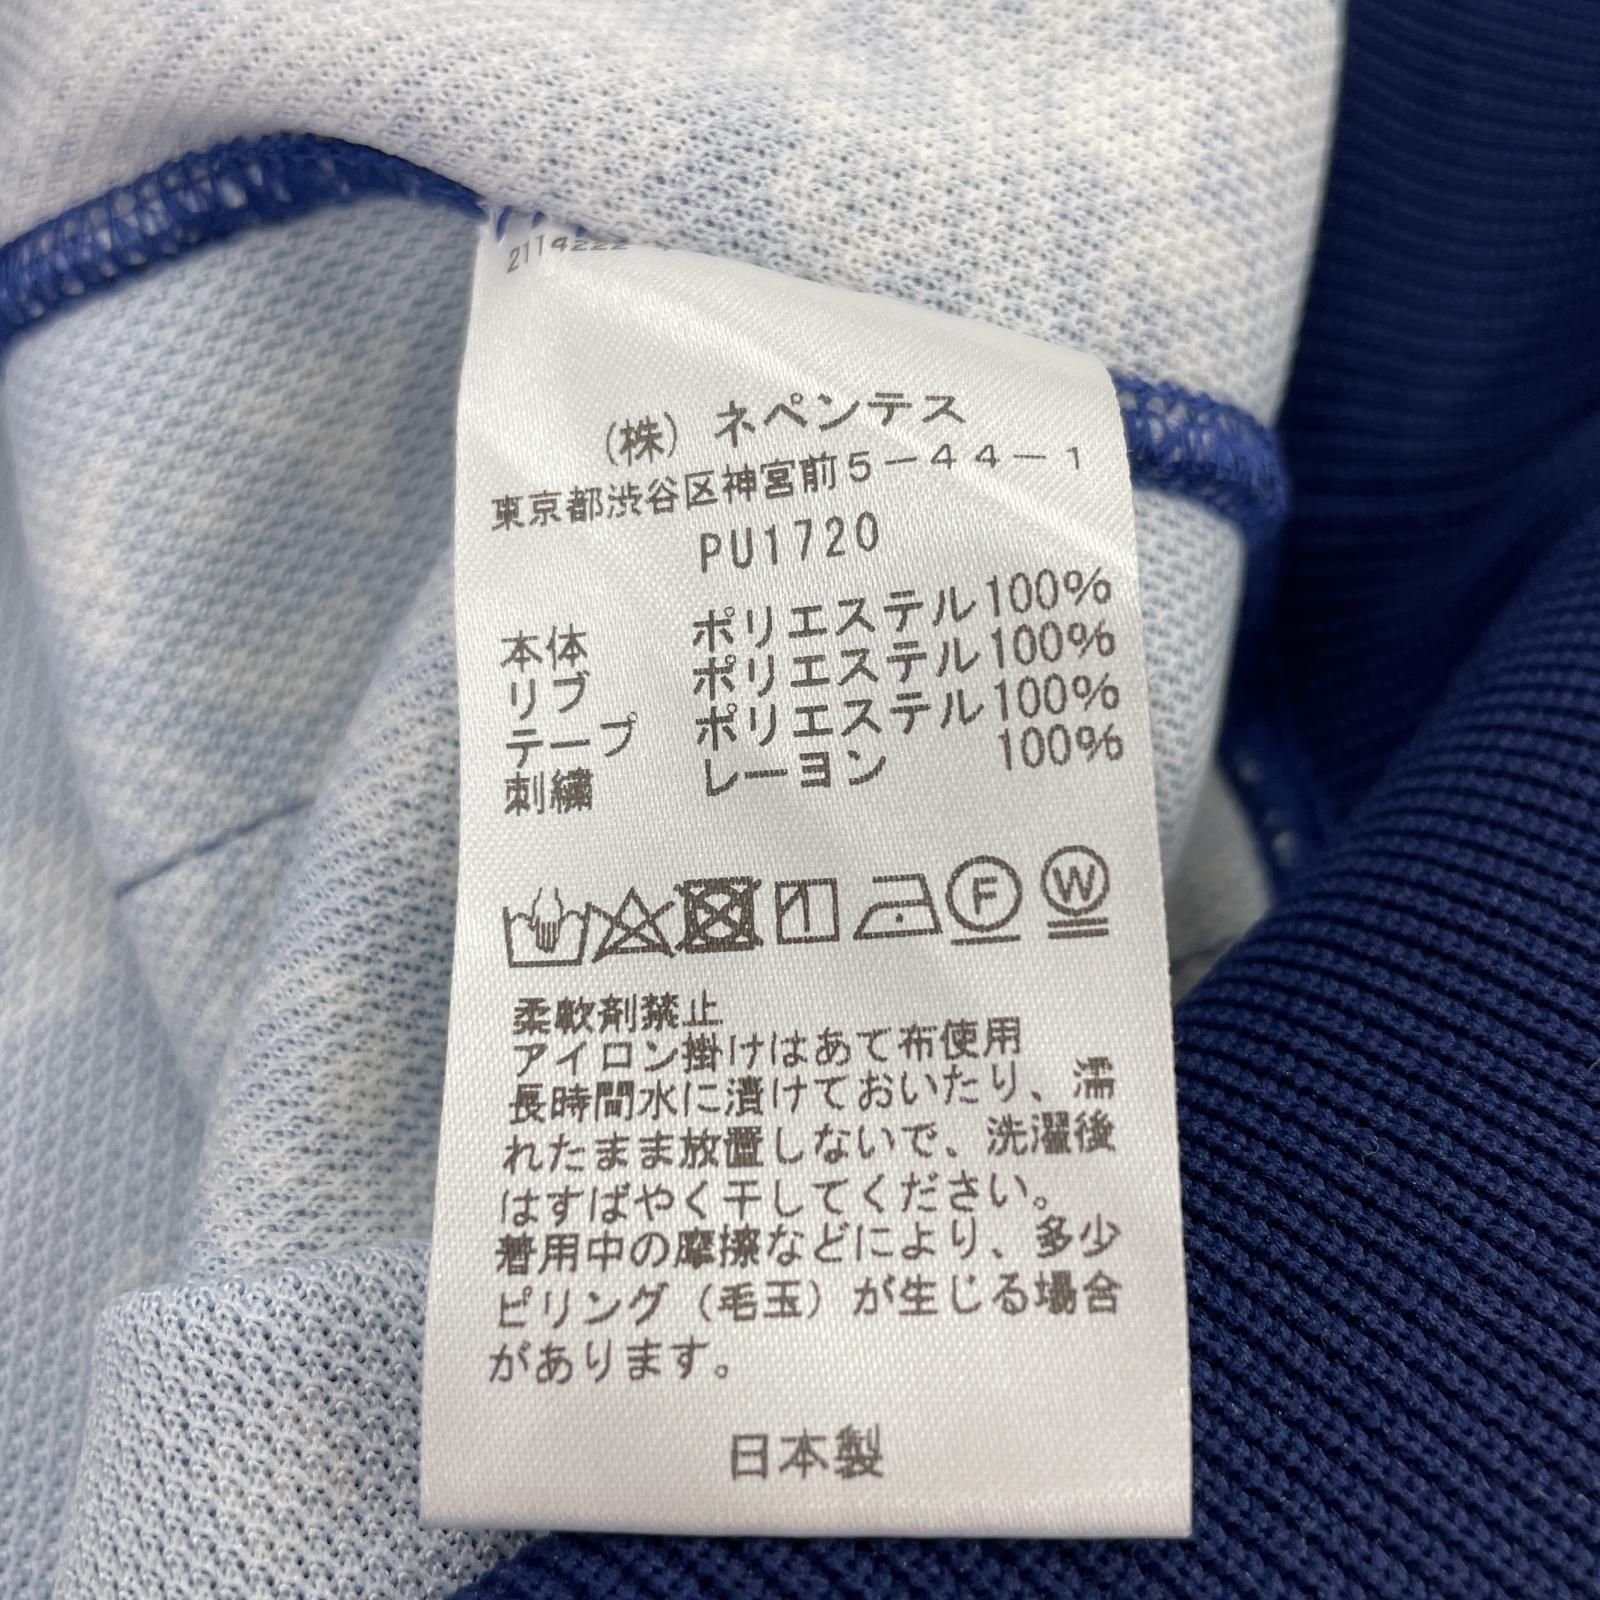 (株) ネペンテス
東京都渋谷区神宮前5－44－1
PU1720
本体 ポリエステル100%
リブ ポリエステル100%
テープ ポリエステル100%
刺繍 レーヨン 100%
F W
柔軟剤禁止
アイロン掛けはあて布使用
長時間水に漬けておいたり、濡
れたまま放置しないで、洗濯後
はすばやく干してください。
着用中の摩擦などにより、多少
ピリング（毛玉）が生じる場合
があります。
日本製